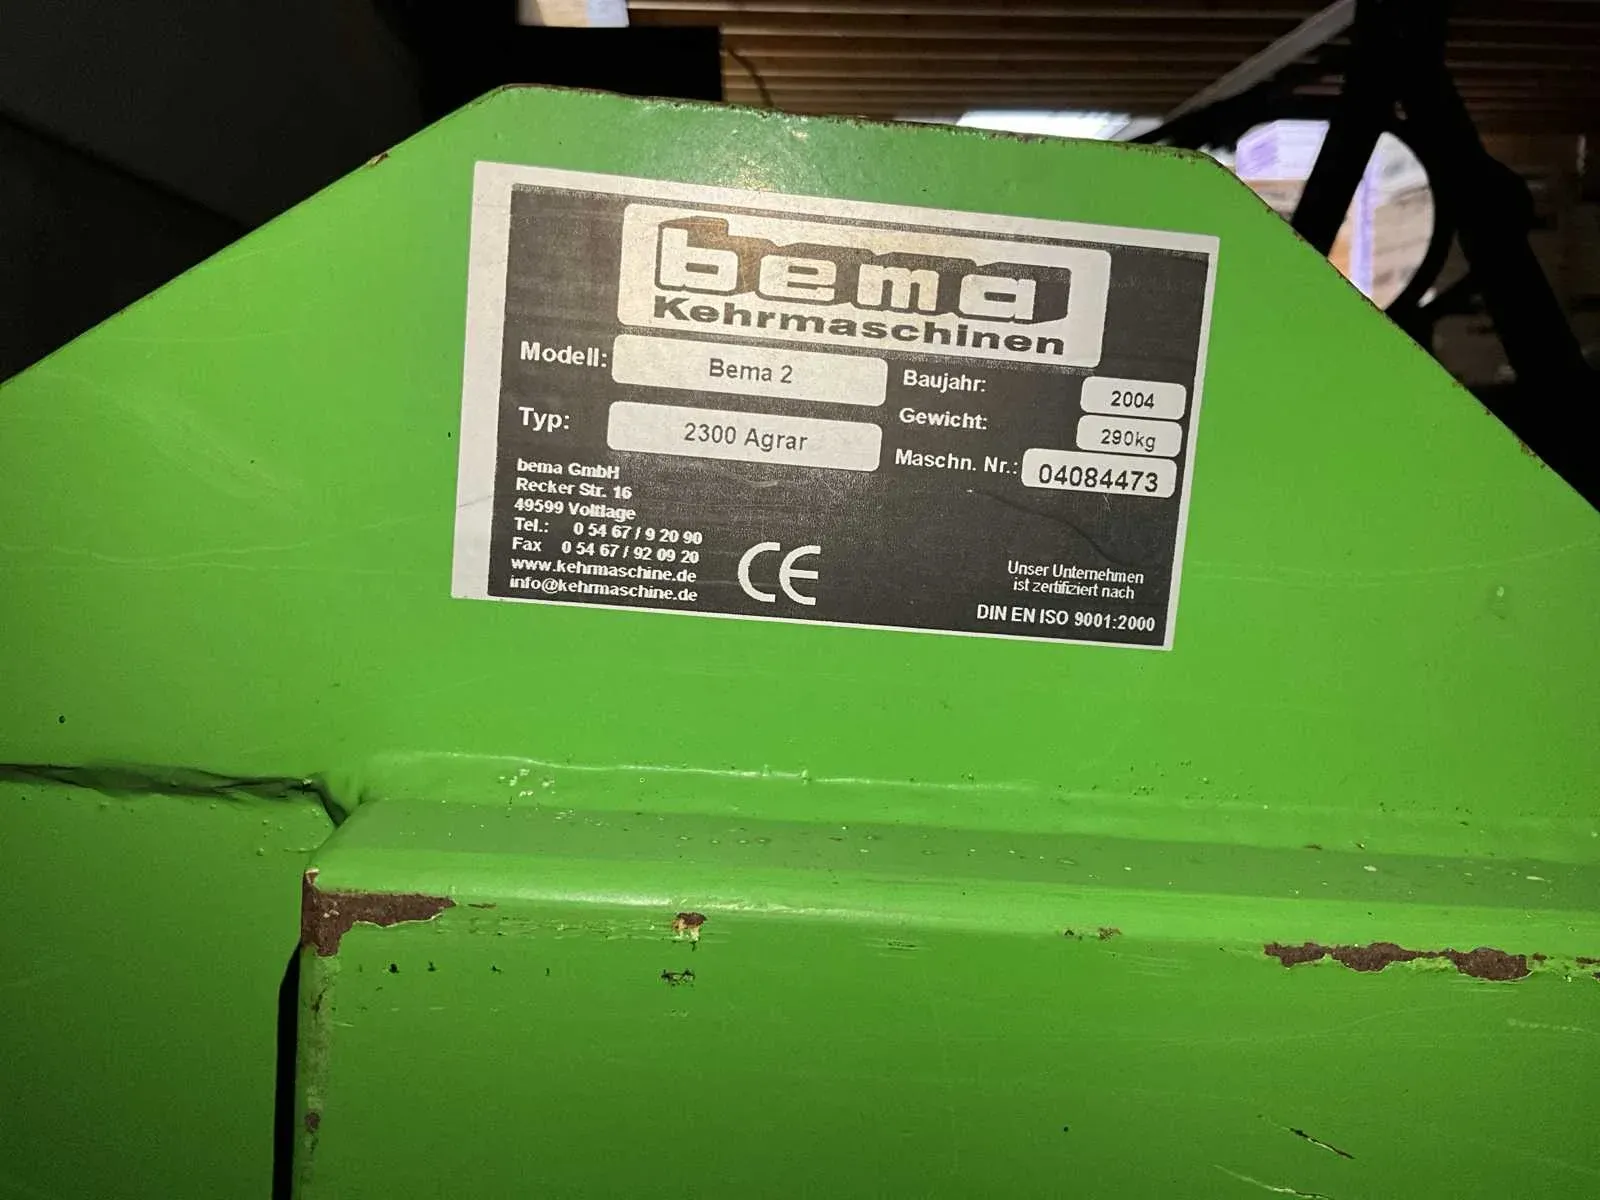 bema
Kehrmaschinen
Modell: Bema 2
Typ: 2300 Agrar
Baujahr: 2004
Gewicht: 290kg
Maschn. Nr.: 04084473
bema GmbH
Recker Str. 16
49599 Voltlage
Tel.: 0 54 67 / 9 20 90
Fax 0 54 67 / 92 09 20
www.kehrmaschine.de
info@kehrmaschine.de
CE
Unser Unternehmen
ist zertifiziert nach
DIN EN ISO 9001:2000